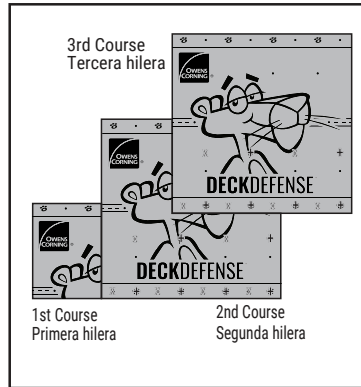 3rd Course
Tercera hilera
OWENS
CORNING
DECKDEFENSE
OWENS
CORNING
DECKDEFENSE
OWENS
CORNING
1st Course
Primera hilera
2nd Course
Segunda hilera